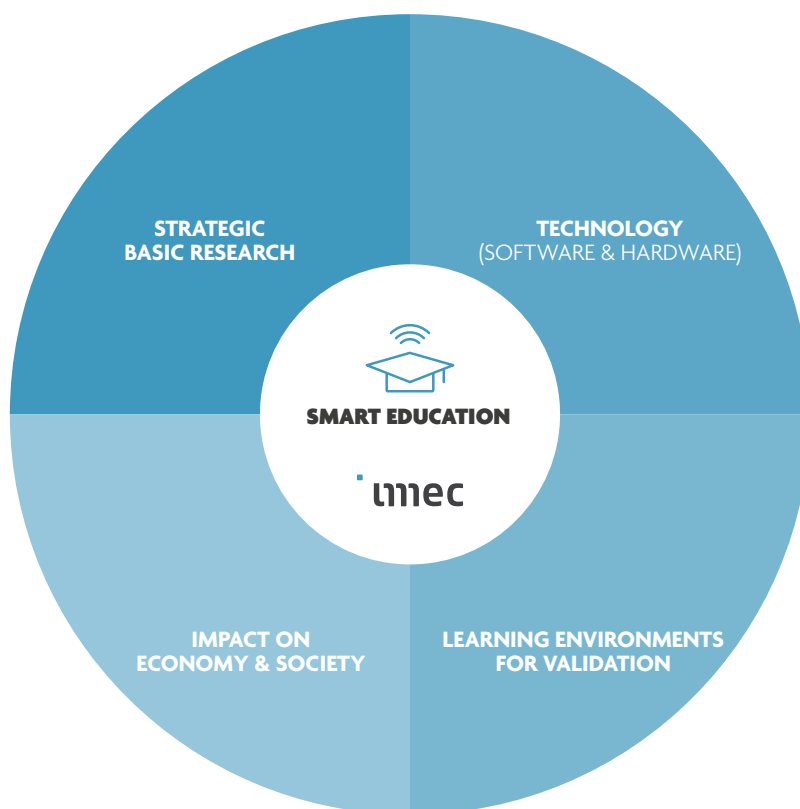 STRATEGIC
BASIC RESEARCH
TECHNOLOGY
(SOFTWARE & HARDWARE)
SMART EDUCATION
imec
IMPACT ON
ECONOMY & SOCIETY
LEARNING ENVIRONMENTS
FOR VALIDATION